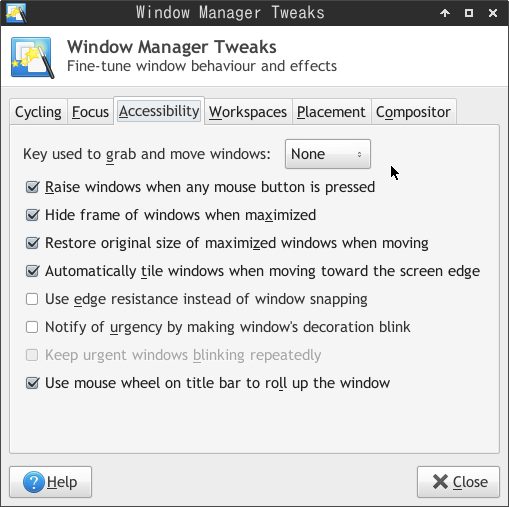 Window Manager Tweaks
Window Manager Tweaks
Fine-tune window behaviour and effects
Cycling Focus Accessibility Workspaces Placement Compositor
Key used to grab and move windows: None
Raise windows when any mouse button is pressed
Hide frame of windows when maximized
Restore original size of maximized windows when moving
Automatically tile windows when moving toward the screen edge
Use edge resistance instead of window snapping
Notify of urgency by making window's decoration blink
Keep urgent windows blinking repeatedly
Use mouse wheel on title bar to roll up the window
Help Close